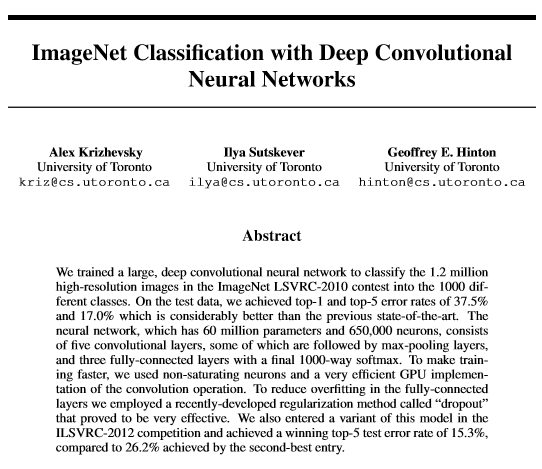 ImageNet Classification with Deep Convolutional
Neural Networks
Alex Krizhevsky
University of Toronto
kriz@cs.utoronto.ca
Ilya Sutskever
University of Toronto
ilya@cs.utoronto.ca
Geoffrey E. Hinton
University of Toronto
hinton@cs.utoronto.ca
Abstract
We trained a large, deep convolutional neural network to classify the 1.2 million
high-resolution images in the ImageNet LSVRC-2010 contest into the 1000 dif-
ferent classes. On the test data, we achieved top-1 and top-5 error rates of 37.5%
and 17.0% which is considerably better than the previous state-of-the-art. The
neural network, which has 60 million parameters and 650,000 neurons, consists
of five convolutional layers, some of which are followed by max-pooling layers,
and three fully-connected layers with a final 1000-way softmax. To make train-
ing faster, we used non-saturating neurons and a very efficient GPU implemen-
tation of the convolution operation. To reduce overfitting in the fully-connected
layers we employed a recently-developed regularization method called “dropout”
that proved to be very effective. We also entered a variant of this model in the
ILSVRC-2012 competition and achieved a winning top-5 test error rate of 15.3%,
compared to 26.2% achieved by the second-best entry.